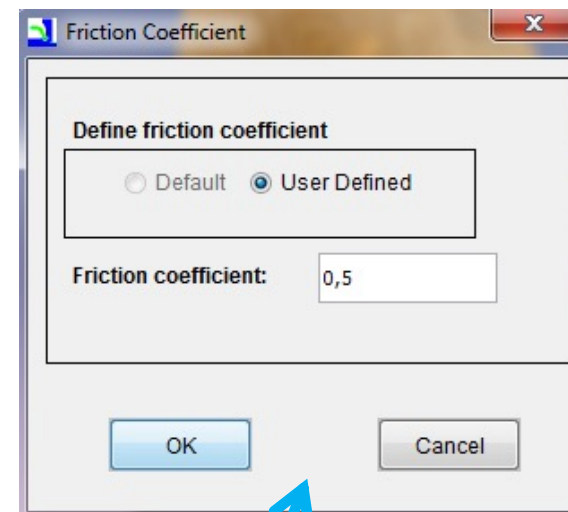 Friction Coefficient
Define friction coefficient
Default User Defined
Friction coefficient: 0,5
OK Cancel